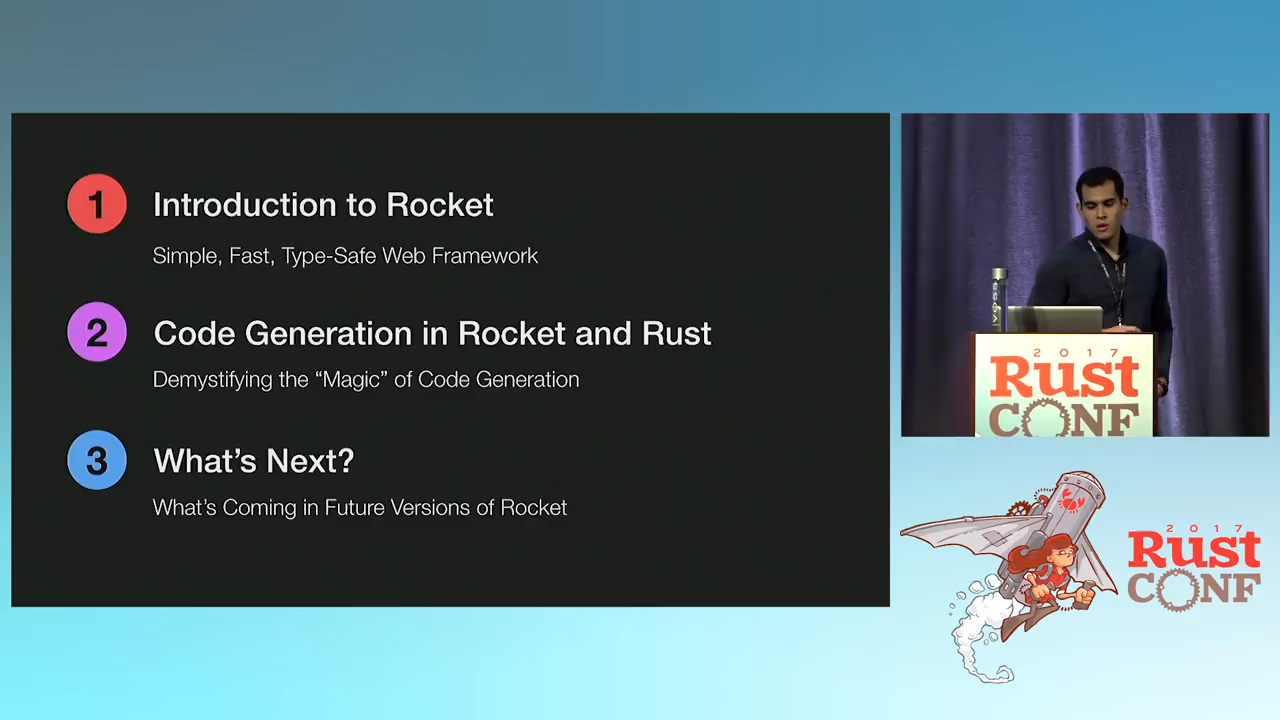 1
Introduction to Rocket
Simple, Fast, Type-Safe Web Framework
2
Code Generation in Rocket and Rust
Demystifying the “Magic” of Code Generation
3
What’s Next?
What’s Coming in Future Versions of Rocket
2017
Rust
CONF
2017
Rust
CONF